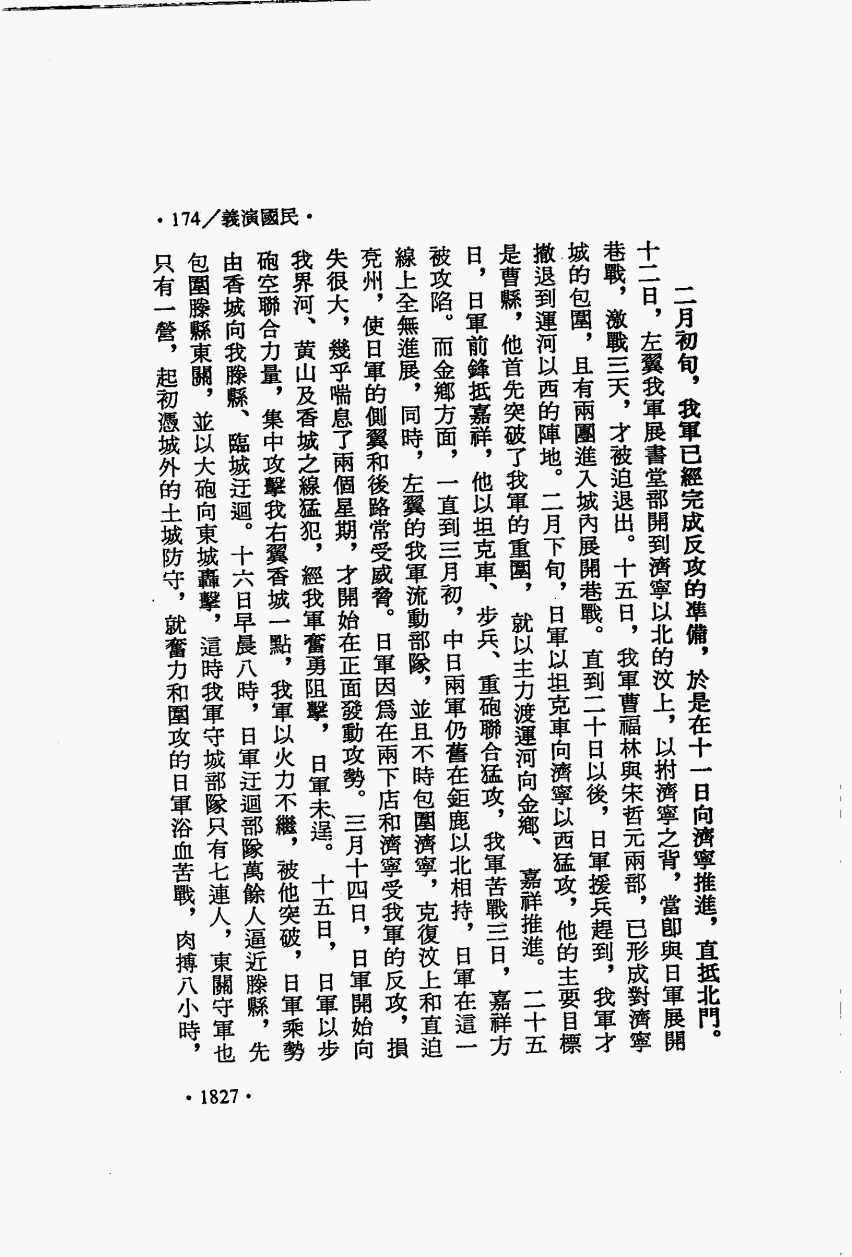 •174／義演國民•
二月初旬，我軍已經完成反攻的準備，於是在十一日向濟寧推進，直抵北門。
十二日，左翼我軍展書堂部開到濟寧以北的汶上，以拊濟寧之背，當卽與日軍展開
巷戰，激戰三天，才被迫退出。十五日，我軍曹福林與宋哲元兩部，已形成對濟寧
城的包圍，且有兩團進入城內展開巷戰。直到二十日以後，日軍援兵趕到，我軍才
撤退到運河以西的陣地。二月下旬，日軍以坦克車向濟寧以西猛攻，他的主要目標
是曹縣，他首先突破了我軍的重圍，就以主力渡運河向金鄉、嘉祥推進。二十五
日，日軍前鋒抵嘉祥，他以坦克車、步兵、重砲聯合猛攻，我軍苦戰三日，嘉祥方
被攻陷。而金鄉方面，一直到三月初，中日兩軍仍舊在鉅鹿以北相持，日軍在這一
線上全無進展，同時，左翼的我軍流動部隊，並且不時包圍濟寧，克復汶上和直迫
兗州，使日軍的側翼和後路常受威脅。日軍因爲在兩下店和濟寧受我軍的反攻，損
失很大，幾乎喘息了兩個星期，才開始在正面發動攻勢。三月十四日，日軍開始向
我界河、黃山及香城之線猛犯，經我軍奮勇阻擊，日軍未逞。十五日，日軍以步
砲空聯合力量，集中攻擊我右翼香城一點，我軍以火力不繼，被他突破，日軍乘勢
由香城向我滕縣、臨城迂迴。十六日早晨八時，日軍迂迴部隊萬餘人逼近滕縣，先
包圍滕縣東關，並以大砲向東城轟擊，這時我軍守城部隊只有七連人，東關守軍也
只有一營，起初憑城外的土城防守，就奮力和圍攻的日軍浴血苦戰，肉搏八小時，
•1827•